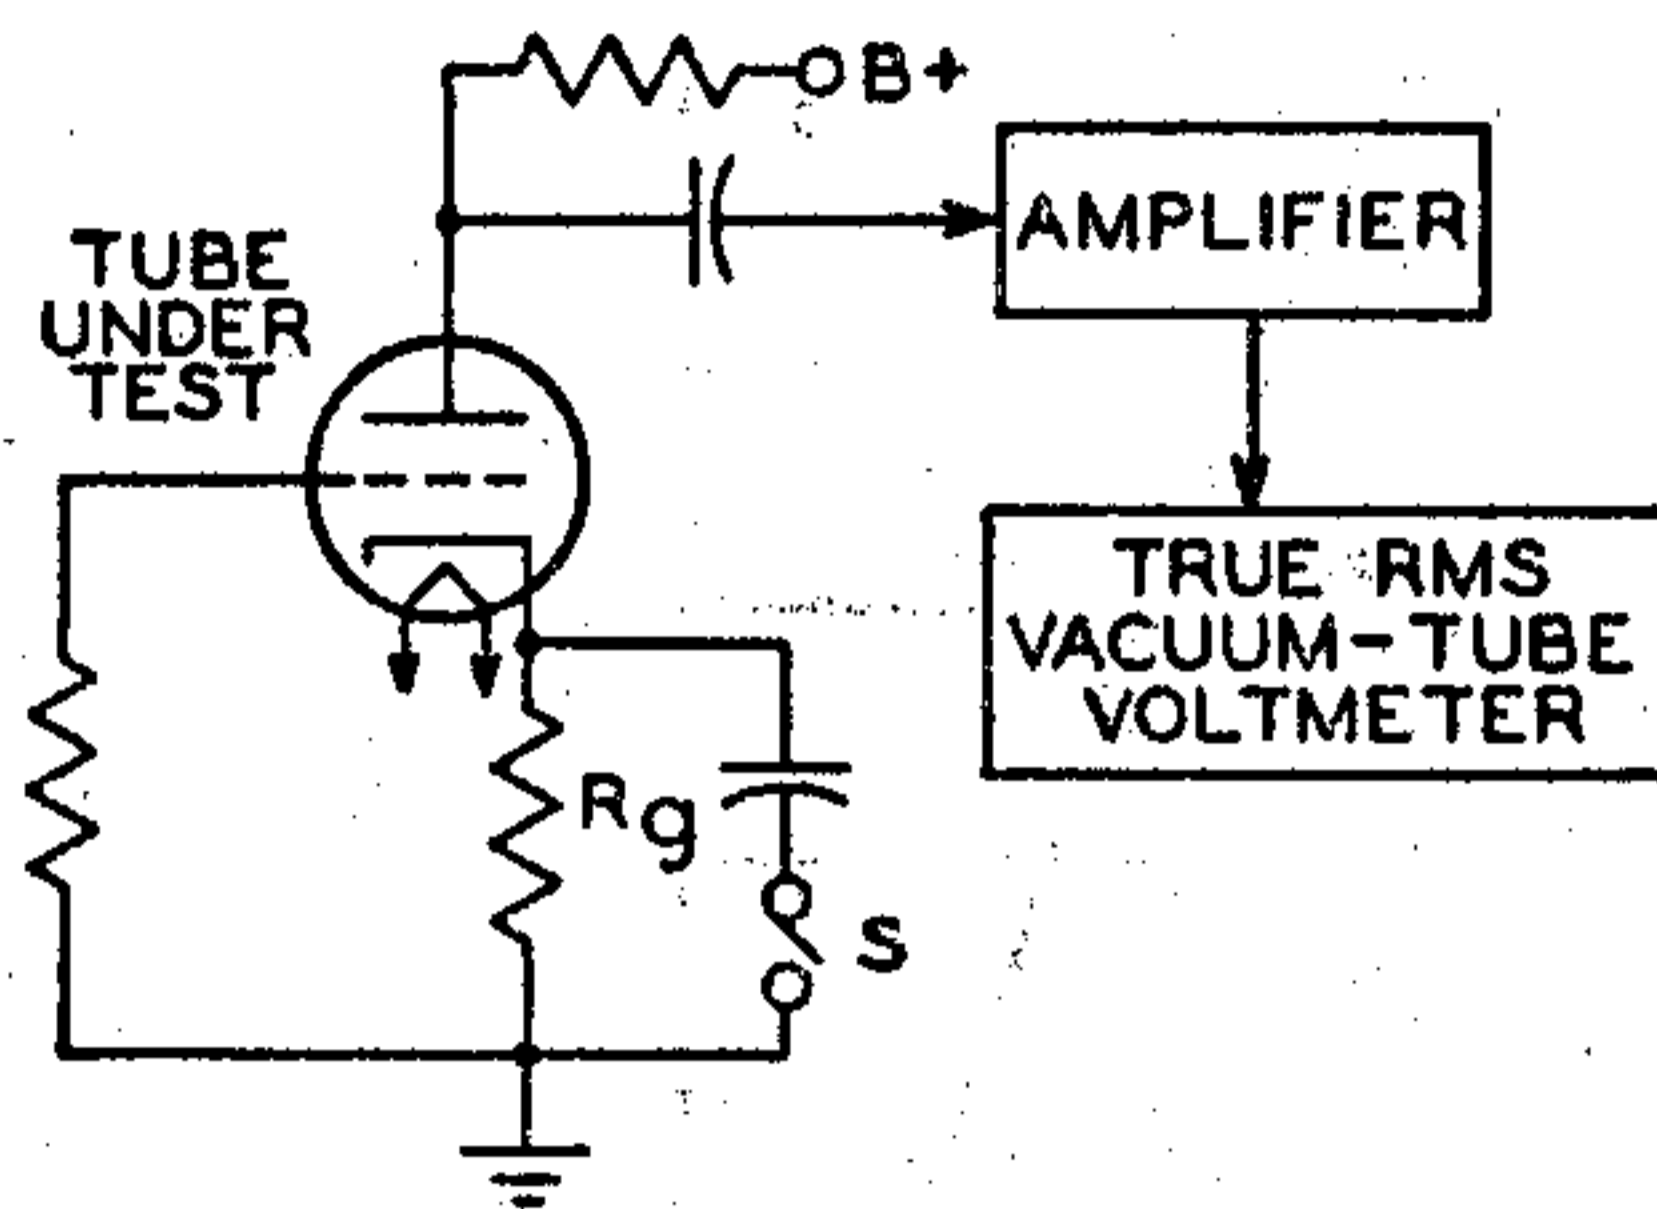 B+
AMPLIFIER
TUBE
UNDER
TEST
TRUE RMS
VACUUM-TUBE
VOLTMETER
Rg
S